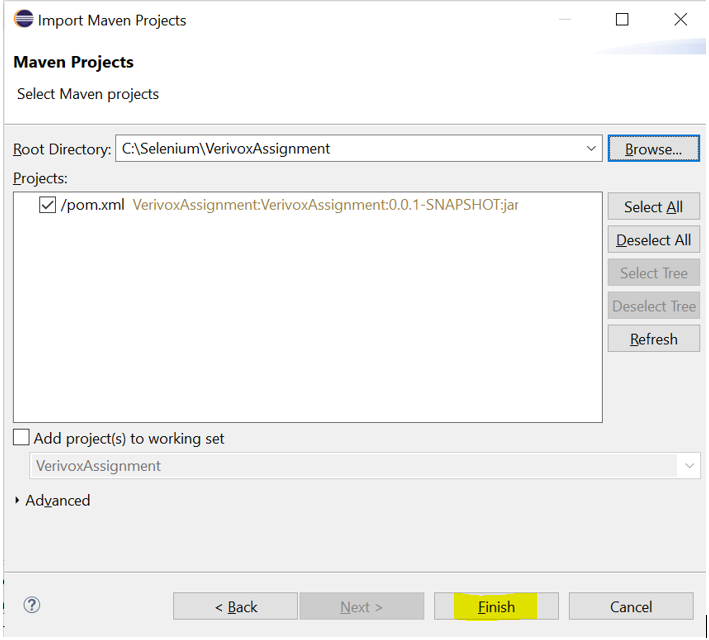 Import Maven Projects
Maven Projects
Select Maven projects
Root Directory: C:\Selenium\VerivoxAssignment Browse...
Projects:
/pom.xml VerivoxAssignment:VerivoxAssignment:0.0.1-SNAPSHOT:jar
Select All
Deselect All
Select Tree
Deselect Tree
Refresh
Add project(s) to working set
VerivoxAssignment
Advanced
? < Back Next > Finish Cancel